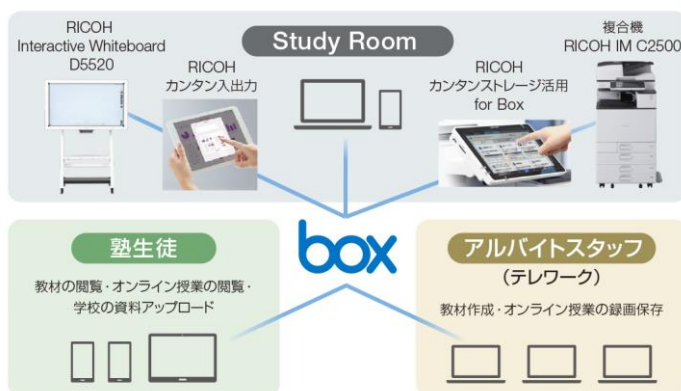 Study Room
RICOH
Interactive Whiteboard
D5520
RICOH
カンタン入出力
RICOH
カンタンストレージ活用
for Box
複合機
RICOH IM C2500
塾生徒
教材の閲覧・オンライン授業の閲覧・
学校の資料アップロード
box
アルバイトスタッフ
(テレワーク)
教材作成・オンライン授業の録画保存